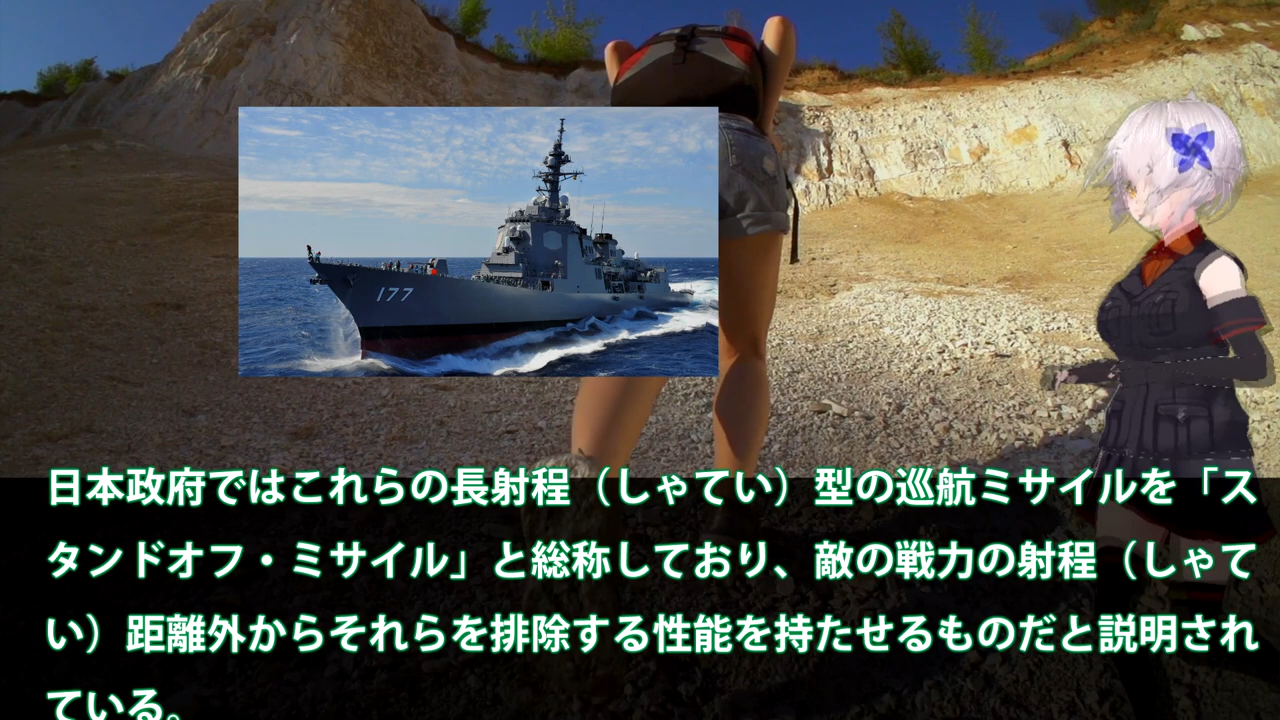 177
日本政府ではこれらの長射程（しゃてい）型の巡航ミサイルを「ス
タンドオフ・ミサイル」と総称しており、敵の戦力の射程（しゃて
い）距離外からそれらを排除する性能を持たせるものだと説明され
ている。